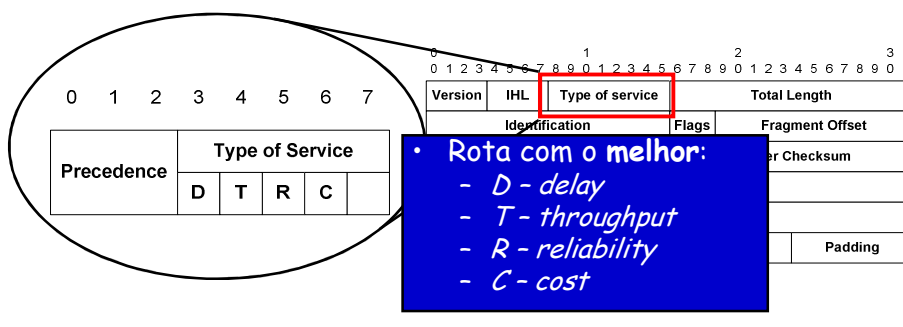 0 1 2 3
0 1 2 3 4 5 6 7 8 9 0 1 2 3 4 5 6 7 8 9 0 1 2 3 4 5 6 7 8 9 0
Version IHL Type of service Total Length
Identification Flags Fragment Offset
er Checksum
Padding
0 1 2 3 4 5 6 7
Precedence Type of Service
D T R C
• Rota com o melhor:
– D – delay
– T – throughput
– R – reliability
– C – cost